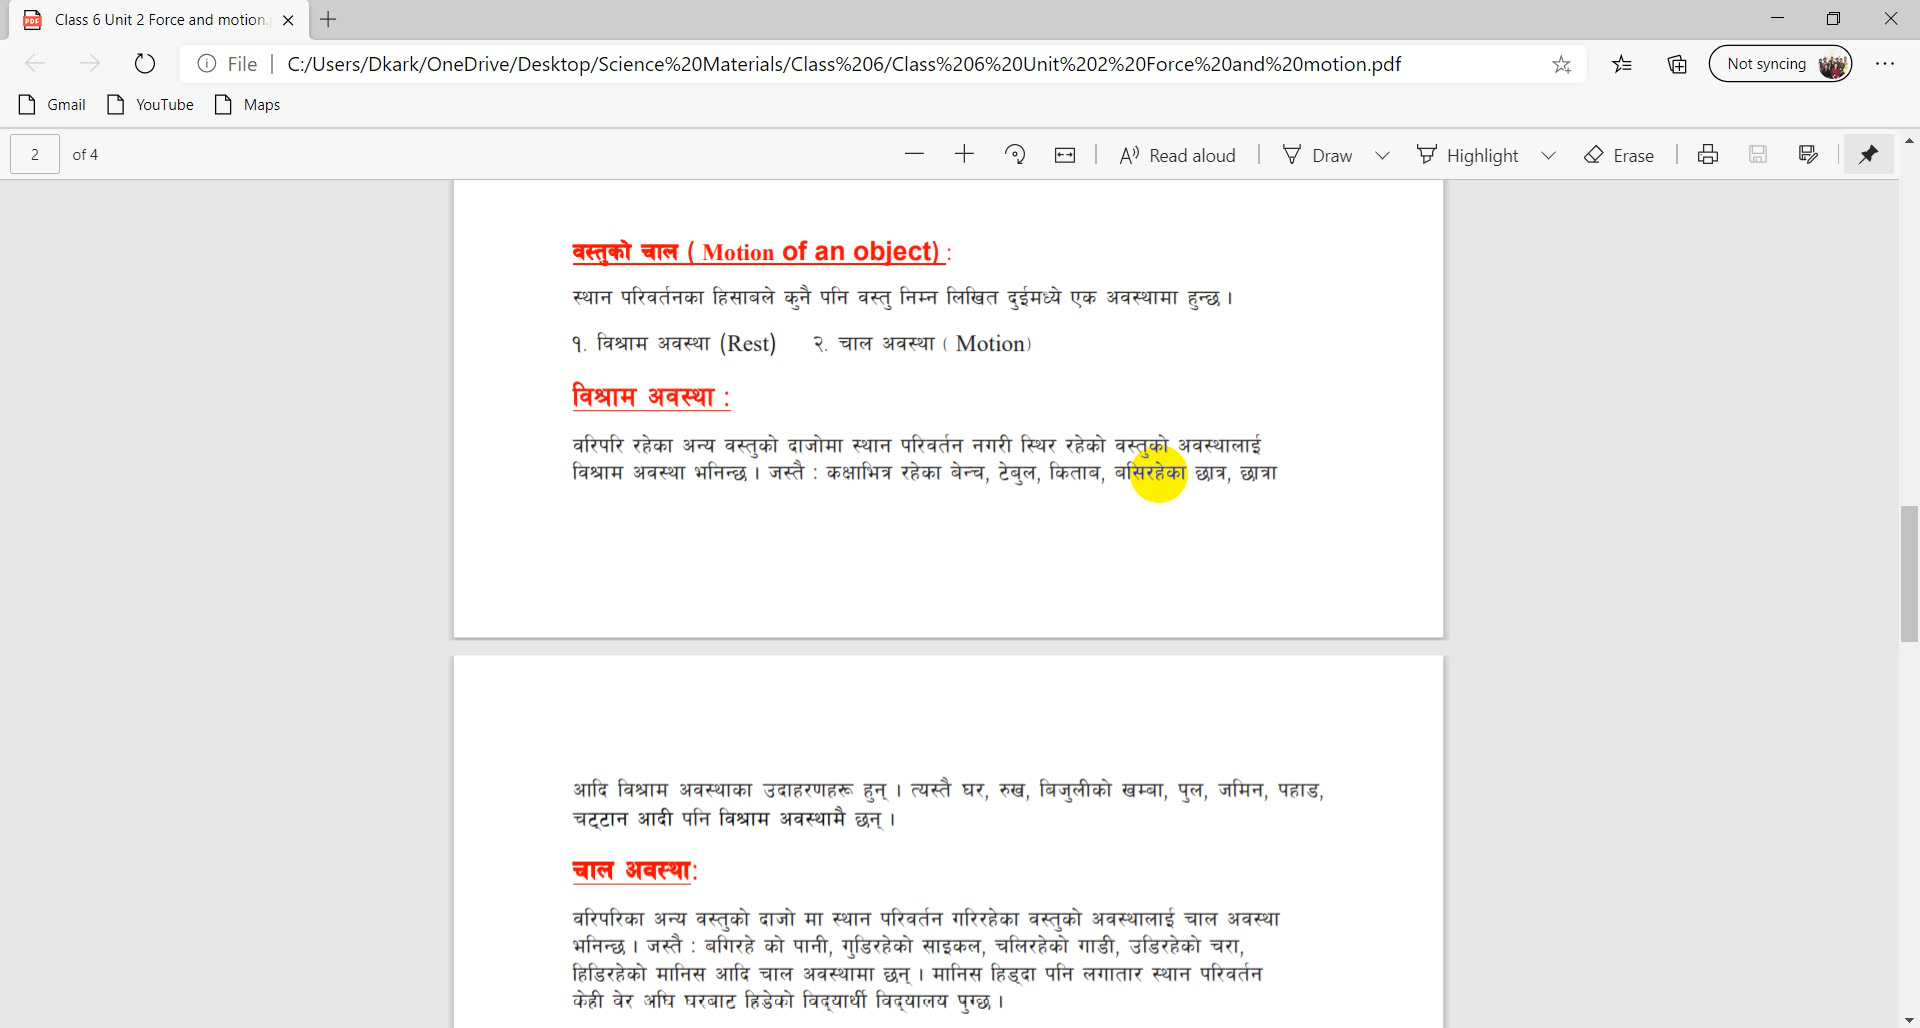 Class 6 Unit 2 Force and motion.
File
C:/Users/Dkark/OneDrive/Desktop/Science%20Materials/Class%206/Class%206%20Unit%202%20Force%20and%20motion.pdf
Not syncing
Gmail YouTube Maps
2 of 4
Read aloud Draw Highlight Erase
वस्तुको चाल ( Motion of an object) :
स्थान परिवर्तनका हिसाबले कुनै पनि वस्तु निम्न लिखित दुईमध्ये एक अवस्थामा हुन्छ ।
१. विश्राम अवस्था (Rest) २. चाल अवस्था ( Motion)
विश्राम अवस्था :
वरिपरि रहेका अन्य वस्तुको दाजोमा स्थान परिवर्तन नगरी स्थिर रहेको वस्तुको अवस्थालाई
विश्राम अवस्था भनिन्छ । जस्तै : कक्षाभित्र रहेका बेन्च, टेबुल, किताब, बसिरहेका छात्र, छात्रा
आदि विश्राम अवस्थाका उदाहरणहरू हुन् । त्यस्तै घर, रुख, बिजुलीको खम्बा, पुल, जमिन, पहाड,
चट्टान आदी पनि विश्राम अवस्थामै छन् ।
चाल अवस्था:
वरिपरिका अन्य वस्तुको दाजो मा स्थान परिवर्तन गरिरहेका वस्तुको अवस्थालाई चाल अवस्था
भनिन्छ । जस्तै : बगिरहे को पानी, गुडिरहेको साइकल, चलिरहेको गाडी, उडिरहेको चरा,
हिडिरहेको मानिस आदि चाल अवस्थामा छन् । मानिस हिड्दा पनि लगातार स्थान परिवर्तन
केही वेर अघि घरबाट हिडेको विद्यार्थी विद्यालय पुग्छ ।